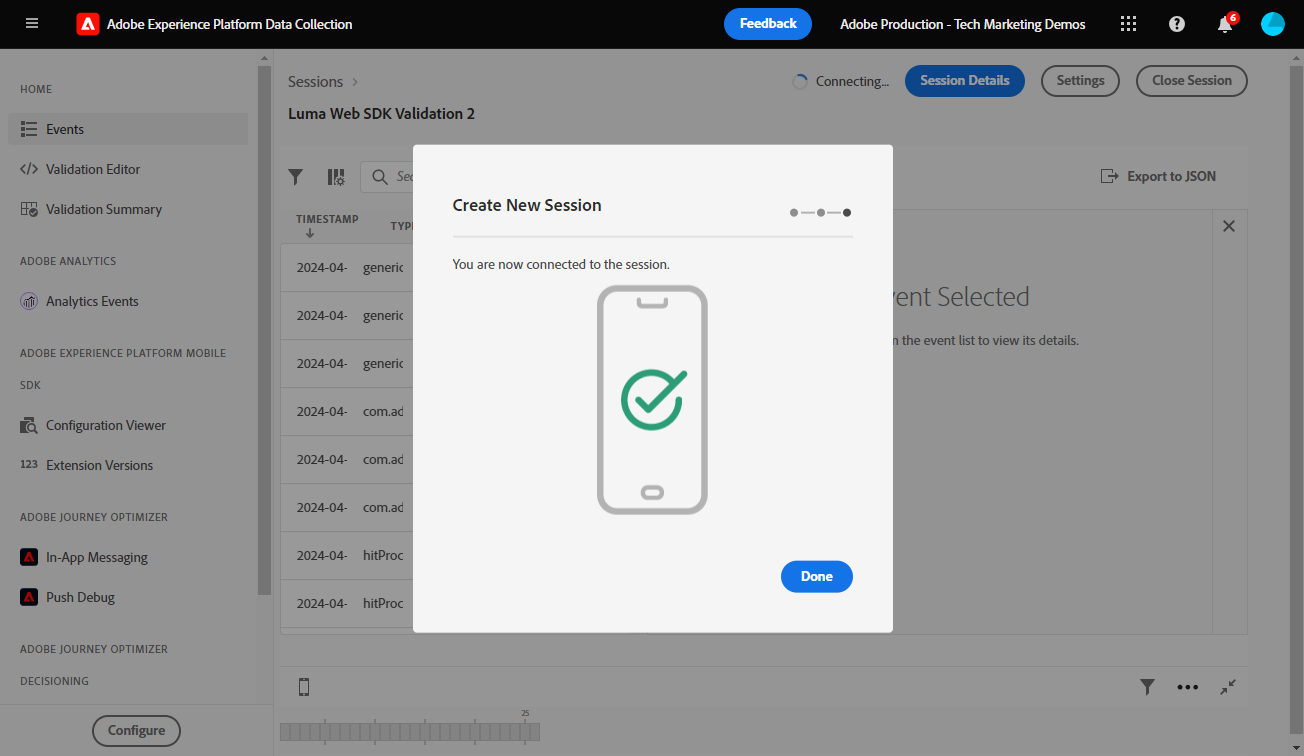 Adobe Experience Platform Data Collection
Feedback
Adobe Production - Tech Marketing Demos
6
HOME
Events
Validation Editor
Validation Summary
ADOBE ANALYTICS
Analytics Events
ADOBE EXPERIENCE PLATFORM MOBILE
SDK
Configuration Viewer
123 Extension Versions
ADOBE JOURNEY OPTIMIZER
In-App Messaging
Push Debug
ADOBE JOURNEY OPTIMIZER
DECISIONING
Configure
Sessions
Connecting...
Session Details
Settings
Close Session
Luma Web SDK Validation 2
Export to JSON
TIMESTAMP
2024-04- generic
2024-04- generic
2024-04- generic
2024-04- com.ad
2024-04- com.ad
2024-04- com.ad
2024-04- hitProc
2024-04- hitProc
Selected
the event list to view its details.
Create New Session
You are now connected to the session.
Done
25